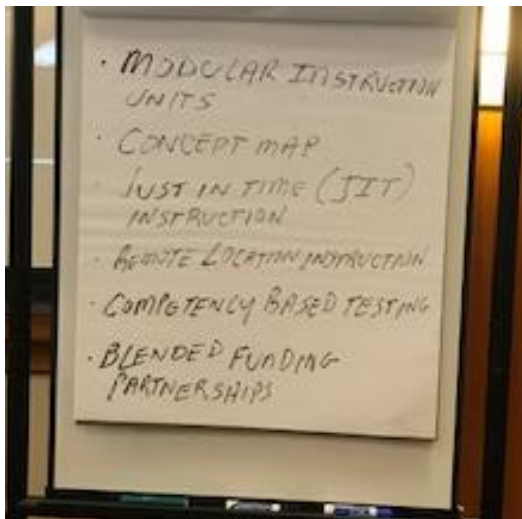 · MODULAR INSTRUCTION
UNITS
· CONCEPT MAP
· JUST IN TIME (JIT)
INSTRUCTION
· REMOTE LOCATION INSTRUCTION
· COMPETENCY BASED TESTING
· BLENDED FUNDING
PARTNERSHIPS